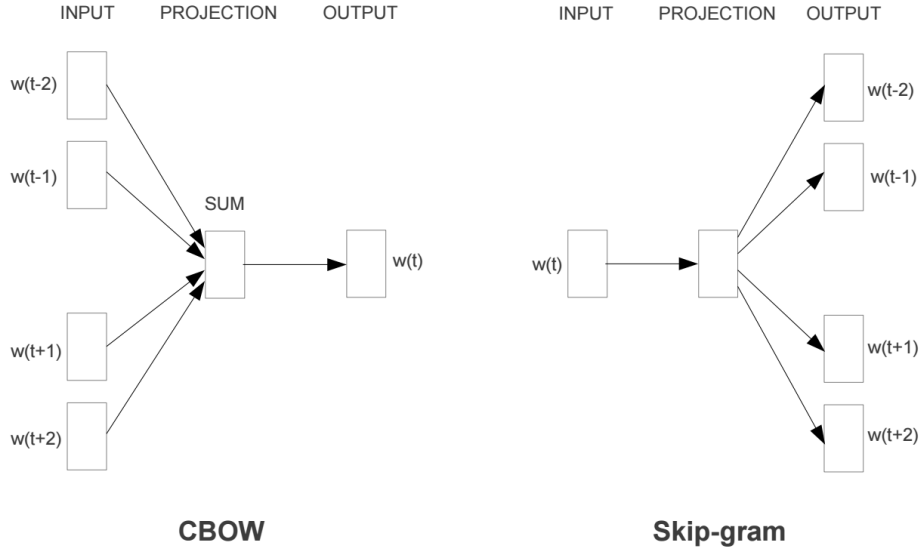 INPUT PROJECTION OUTPUT
w(t-2)
w(t-1)
SUM
w(t)
w(t+1)
w(t+2)
CBOW
INPUT PROJECTION OUTPUT
w(t-2)
w(t-1)
w(t)
w(t+1)
w(t+2)
Skip-gram